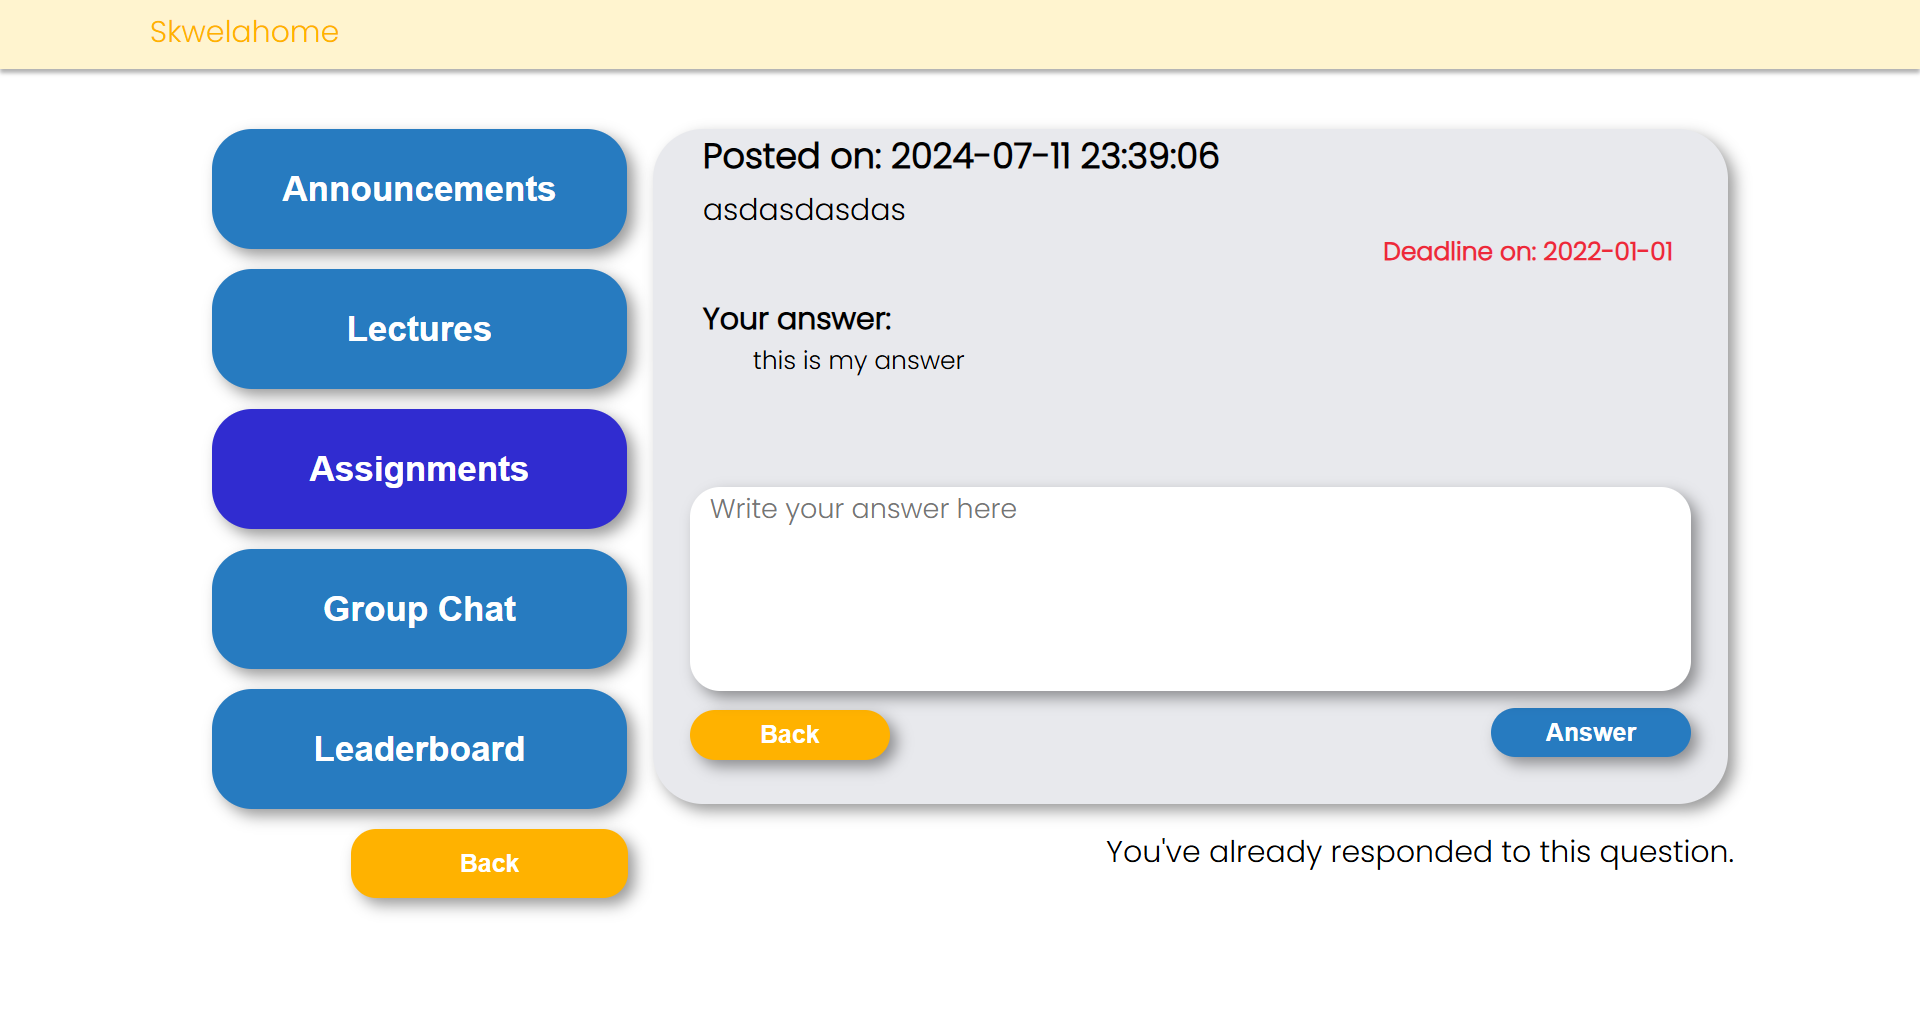 Skwelahome
Announcements
Lectures
Assignments
Group Chat
Leaderboard
Back
Posted on: 2024-07-11 23:39:06
asdasdasdas
Deadline on: 2022-01-01
Your answer:
this is my answer
Write your answer here
Back
Answer
You've already responded to this question.